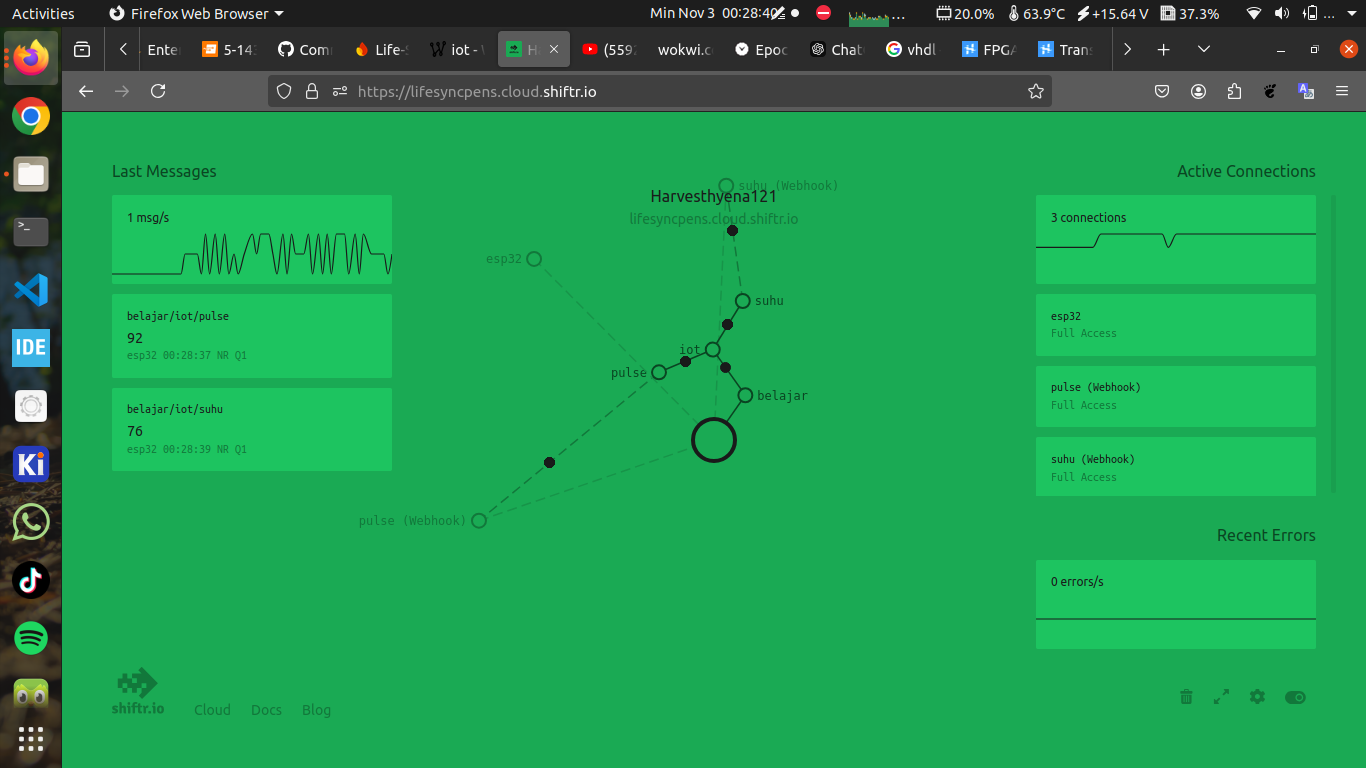 Activities
Firefox Web Browser
Min Nov 3 00:28:40
...
20.0%
63.9°C
+15.64 V
37.3%
...
Enter
5-14
Com
Life-S
iot - W
H
(559
wokwi.c
Epoc
Chat
vhdl
FPGA
Trans
https://lifesyncpens.cloud.shiftr.io
Last Messages
1 msg/s
belajar/iot/pulse
92
esp32 00:28:37 NR Q1
belajar/iot/suhu
76
esp32 00:28:39 NR Q1
suhu (Webhook)
Harvesthyena121
lifesyncpens.cloud.shiftr.io
esp32
suhu
iot
pulse
belajar
pulse (Webhook)
Active Connections
3 connections
esp32
Full Access
pulse (Webhook)
Full Access
suhu (Webhook)
Full Access
Recent Errors
0 errors/s
shiftr.io
Cloud
Docs
Blog
IDE
Ki